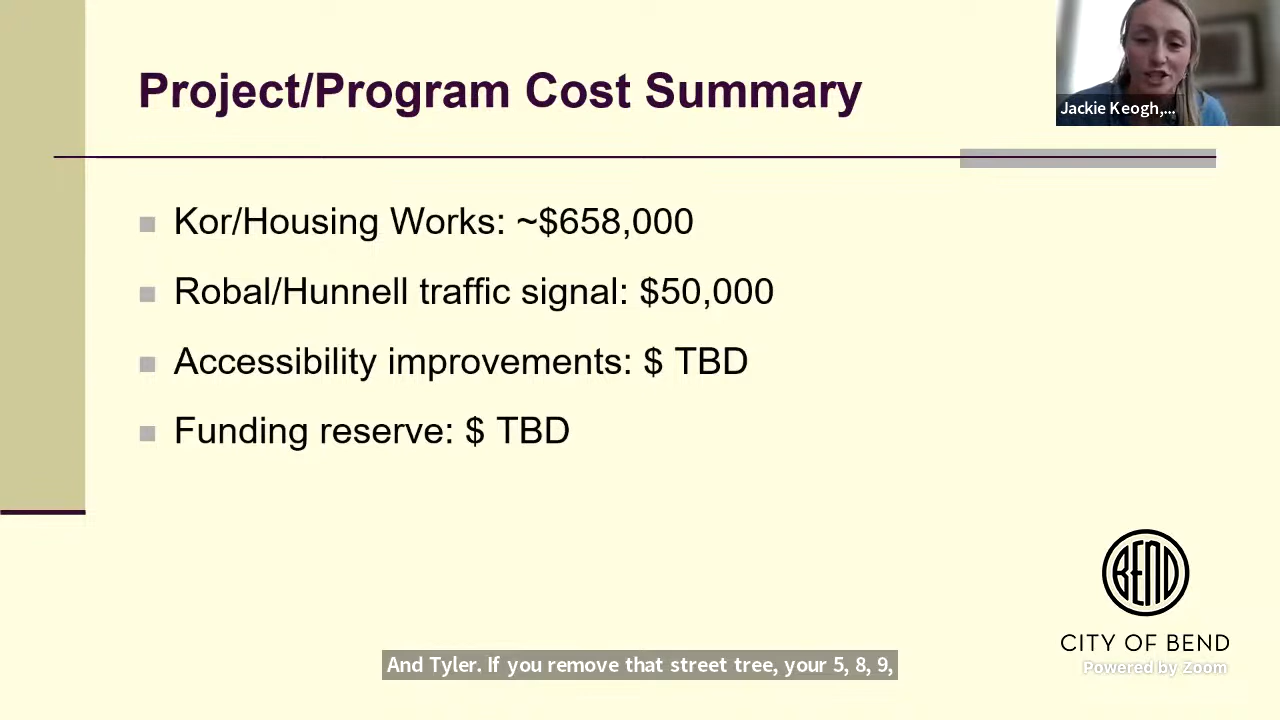 Project/Program Cost Summary
Jackie Keogh,...
Kor/Housing Works: ~$658,000
Robal/Hunnell traffic signal: $50,000
Accessibility improvements: $ TBD
Funding reserve: $ TBD
BEND
CITY OF BEND
Powered by Zoom
And Tyler. If you remove that street tree, your 5, 8, 9,